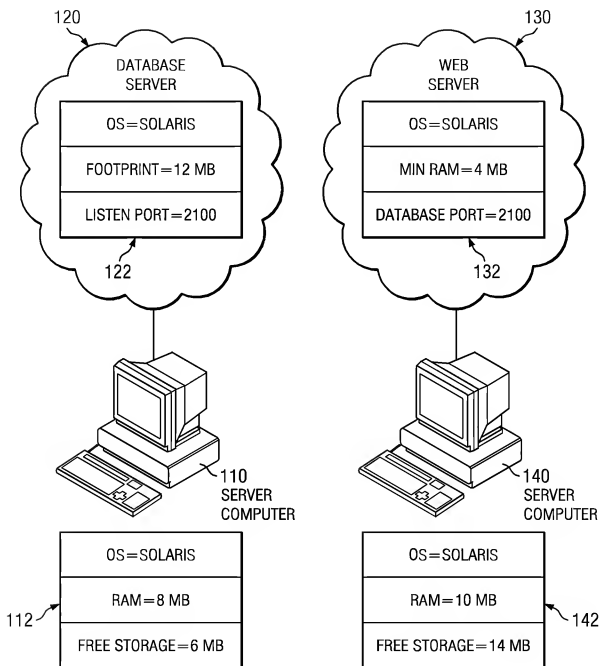 120
130
DATABASE
SERVER
WEB
SERVER
OS=SOLARIS
FOOTPRINT=12 MB
LISTEN PORT=2100
OS=SOLARIS
MIN RAM=4 MB
DATABASE PORT=2100
122
132
110
SERVER
COMPUTER
140
SERVER
COMPUTER
OS=SOLARIS
RAM=8 MB
FREE STORAGE=6 MB
112
OS=SOLARIS
RAM=10 MB
FREE STORAGE=14 MB
142